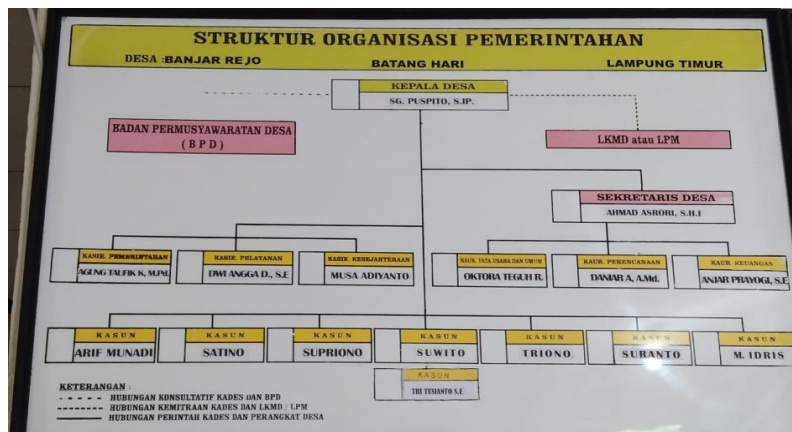 STRUKTUR ORGANISASI PEMERINTAHAN
DESA : BANJAR REJO BATANG HARI LAMPUNG TIMUR
KEPALA DESA
SG. PUSPITO, S.IP.
BADAN PERMUSYAWARATAN DESA
( B P D )
LKMD atau LPM
SEKRETARIS DESA
AHMAD ASRORI, S.H.I
KASIE. PEMERINTAHAN
AGUNG TAUFIK K, M.Pd.
KASIE. PELAYANAN
DWI ANGGA D., S.E
KASIE. KESEJAHTERAAN
MUSA ADIYANTO
KAUR. TATA USAHA DAN UMUM
OKTORA TEGUH R.
KAUR. PERENCANAAN
DANIAR A, A.Md.
KAUR KEUANGAN
ANJAR PRAYOGI, S.E
KASUN
ARIF MUNADI
KASUN
SATINO
KASUN
SUPRIONO
KASUN
SUWITO
KASUN
TRIONO
KASUN
SURANTO
KASUN
M. IDRIS
KASUN
TRI TUSIANTO S.E
KETERANGAN :
HUBUNGAN KONSULTATIF KADES DAN BPD
HUBUNGAN KEMITRAAN KADES DAN LKMD / LPM
HUBUNGAN PERINTAH KADES DAN PERANGKAT DESA